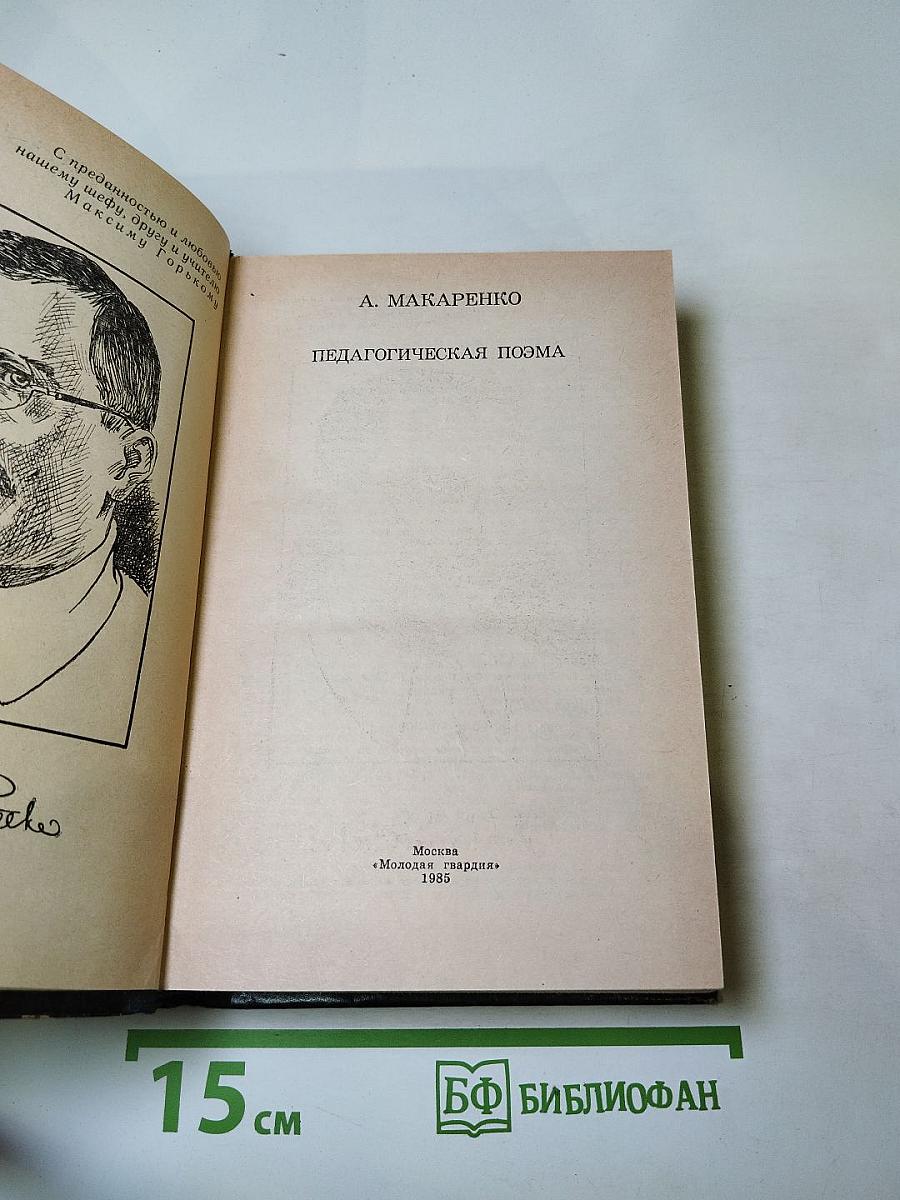 С преданностью и любовью
нашему шефу, другу и учителю
Максиму Горькому
А. МАКАРЕНКО
ПЕДАГОГИЧЕСКАЯ ПОЭМА
Москва
«Молодая гвардия»
1985
15 см
БФ БИБЛИОФАН